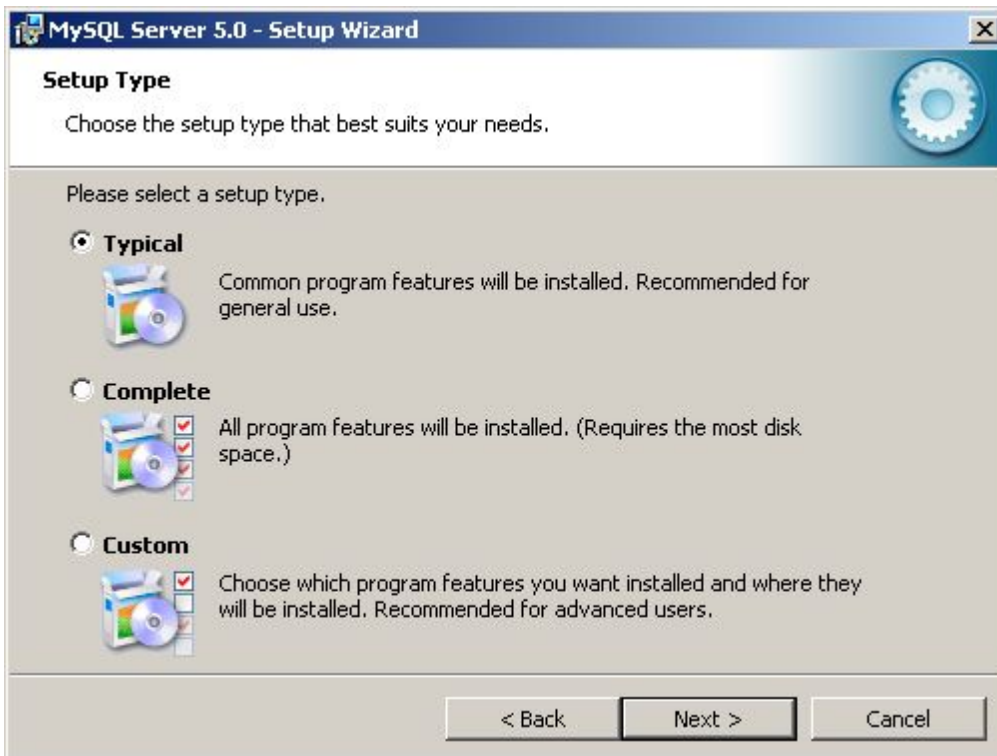 MySQL Server 5.0 - Setup Wizard
Setup Type
Choose the setup type that best suits your needs.
Please select a setup type.
Typical
Common program features will be installed. Recommended for
general use.
Complete
All program features will be installed. (Requires the most disk
space.)
Custom
Choose which program features you want installed and where they
will be installed. Recommended for advanced users.
< Back
Next >
Cancel